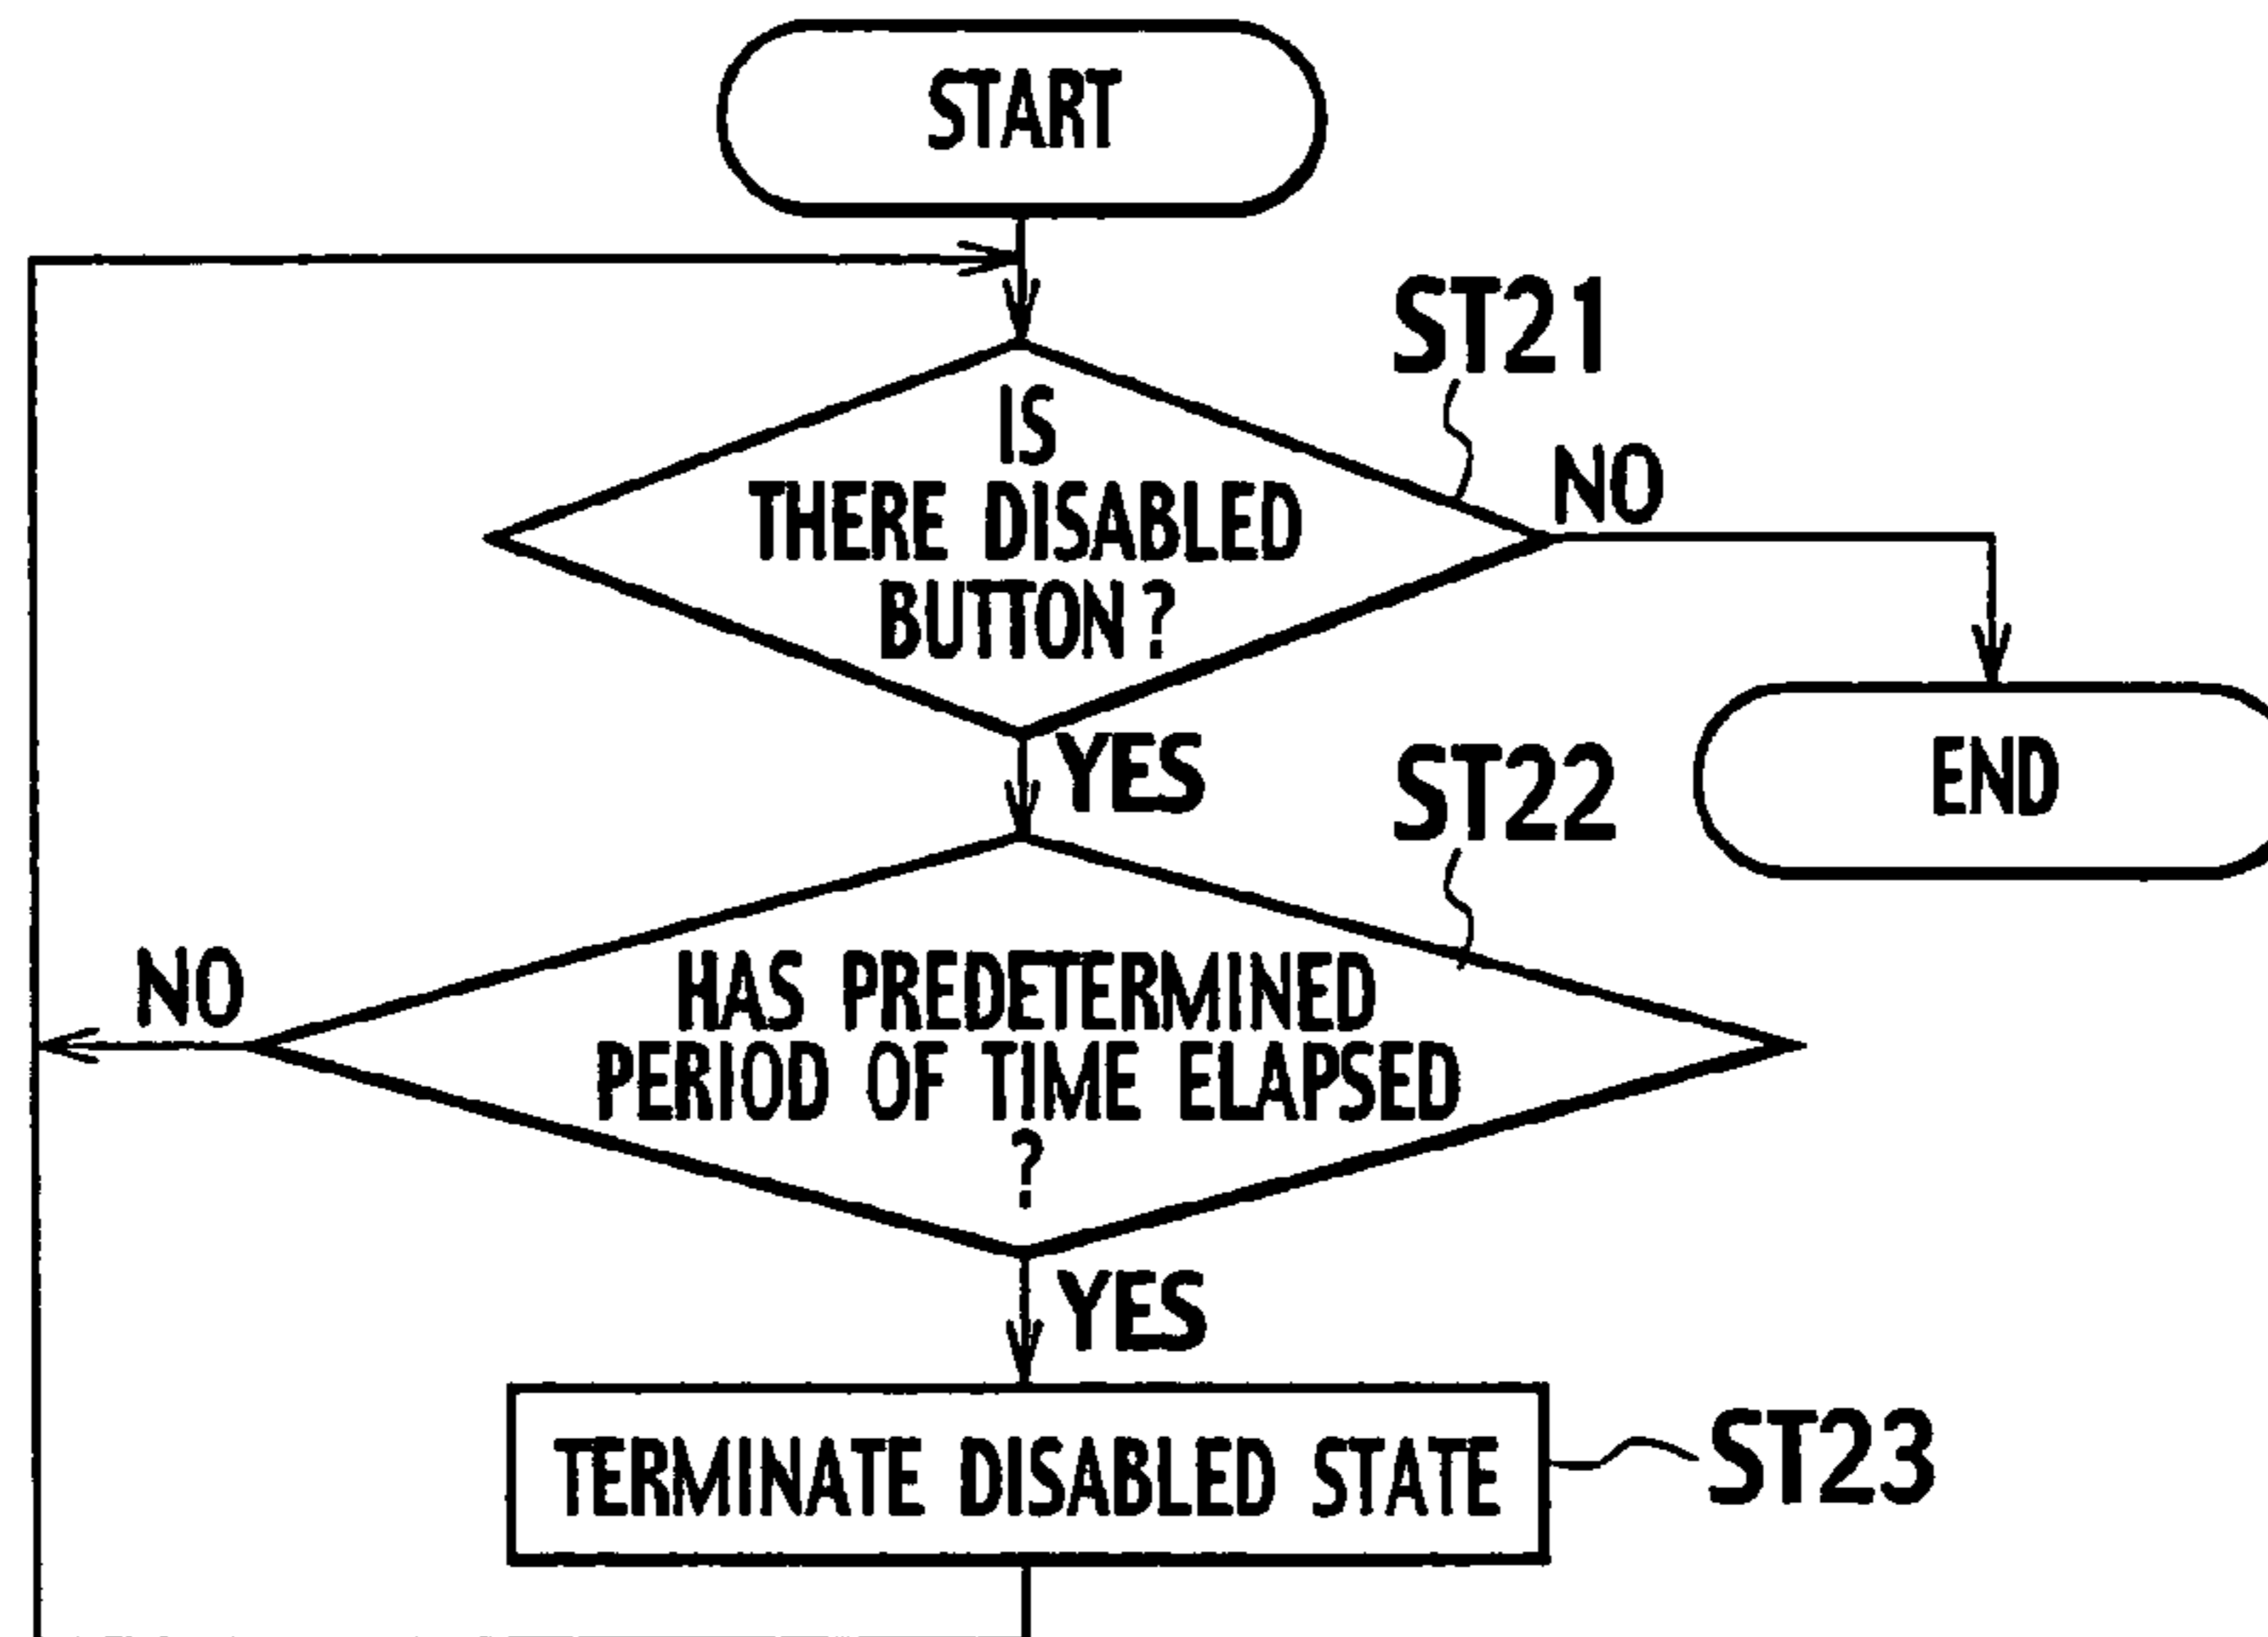 START
ST21
IS
THERE DISABLED
BUTTON?
NO
YES
END
ST22
HAS PREDETERMINED
PERIOD OF TIME ELAPSED
?
NO
YES
TERMINATE DISABLED STATE
ST23